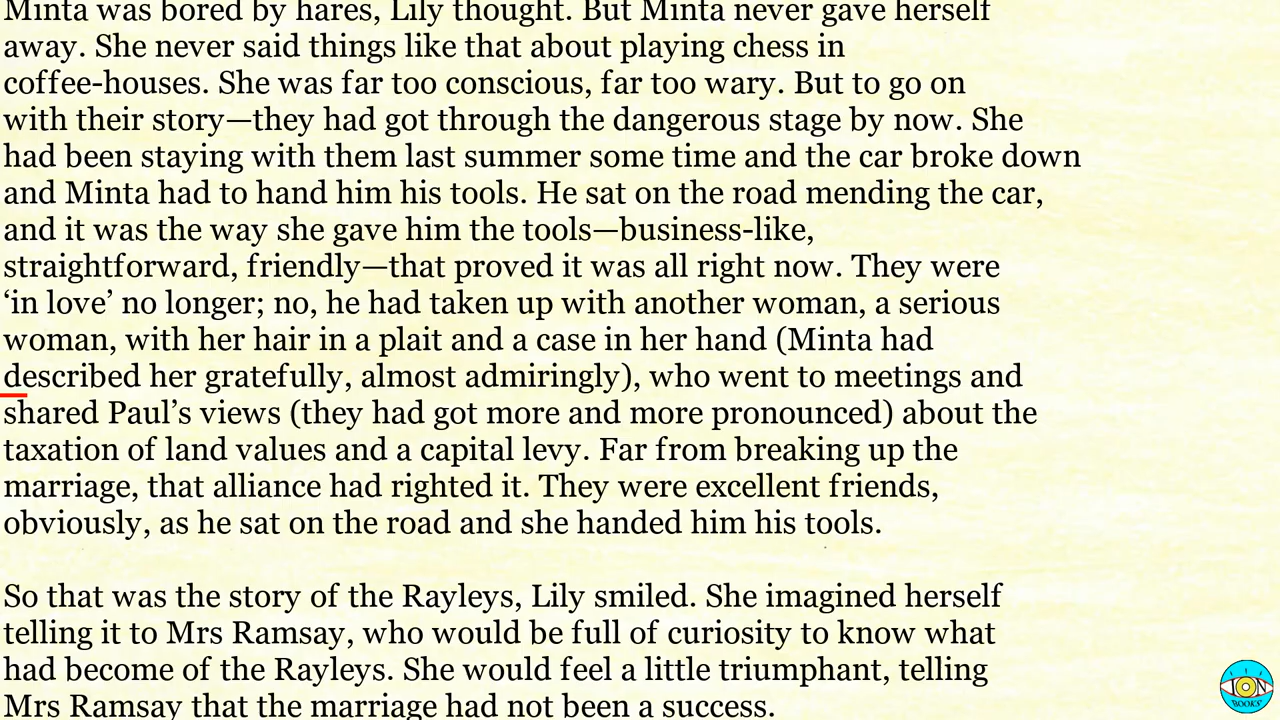 Minta was bored by hares, Lily thought. But Minta never gave herself
away. She never said things like that about playing chess in
coffee-houses. She was far too conscious, far too wary. But to go on
with their story—they had got through the dangerous stage by now. She
had been staying with them last summer some time and the car broke down
and Minta had to hand him his tools. He sat on the road mending the car,
and it was the way she gave him the tools—business-like,
straightforward, friendly—that proved it was all right now. They were
‘in love’ no longer; no, he had taken up with another woman, a serious
woman, with her hair in a plait and a case in her hand (Minta had
described her gratefully, almost admiringly), who went to meetings and
shared Paul’s views (they had got more and more pronounced) about the
taxation of land values and a capital levy. Far from breaking up the
marriage, that alliance had righted it. They were excellent friends,
obviously, as he sat on the road and she handed him his tools.
So that was the story of the Rayleys, Lily smiled. She imagined herself
telling it to Mrs Ramsay, who would be full of curiosity to know what
had become of the Rayleys. She would feel a little triumphant, telling
Mrs Ramsay that the marriage had not been a success.
ION
BOOKS